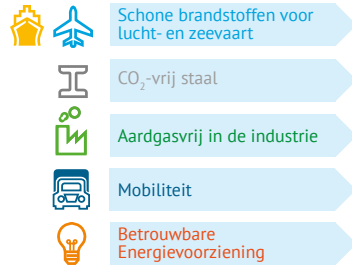 Schone brandstoffen voor
lucht- en zeevaart
CO₂-vrij staal
Aardgasvrij in de industrie
Mobiliteit
Betrouwbare
Energievoorziening